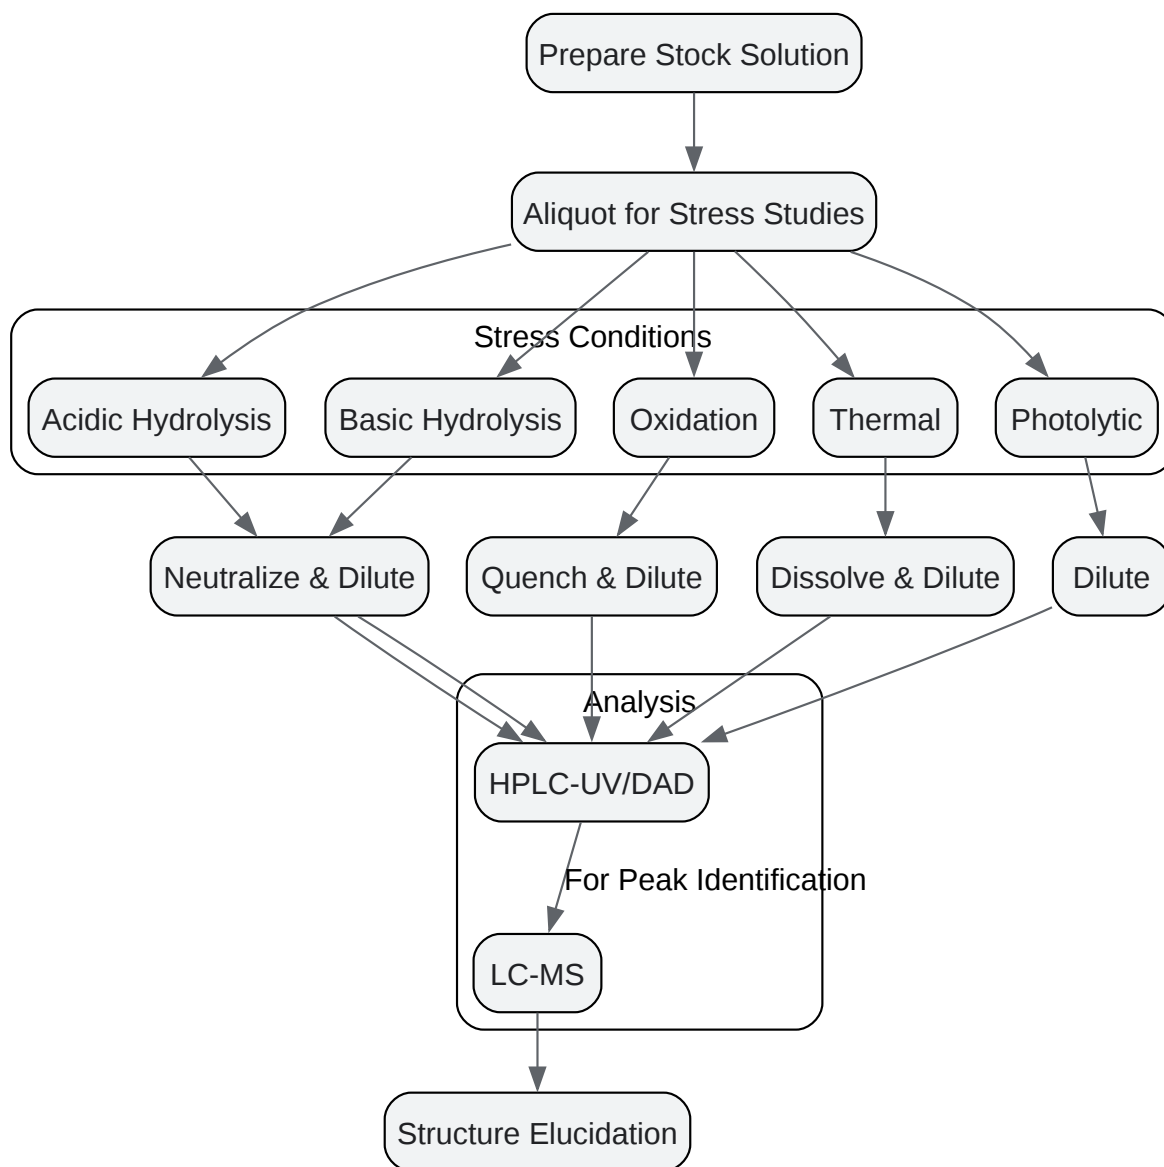 Prepare Stock Solution
Aliquot for Stress Studies
Stress Conditions
Acidic Hydrolysis
Basic Hydrolysis
Oxidation
Thermal
Photolytic
Neutralize & Dilute
Quench & Dilute
Dissolve & Dilute
Dilute
Analysis
HPLC-UV/DAD
For Peak Identification
LC-MS
Structure Elucidation